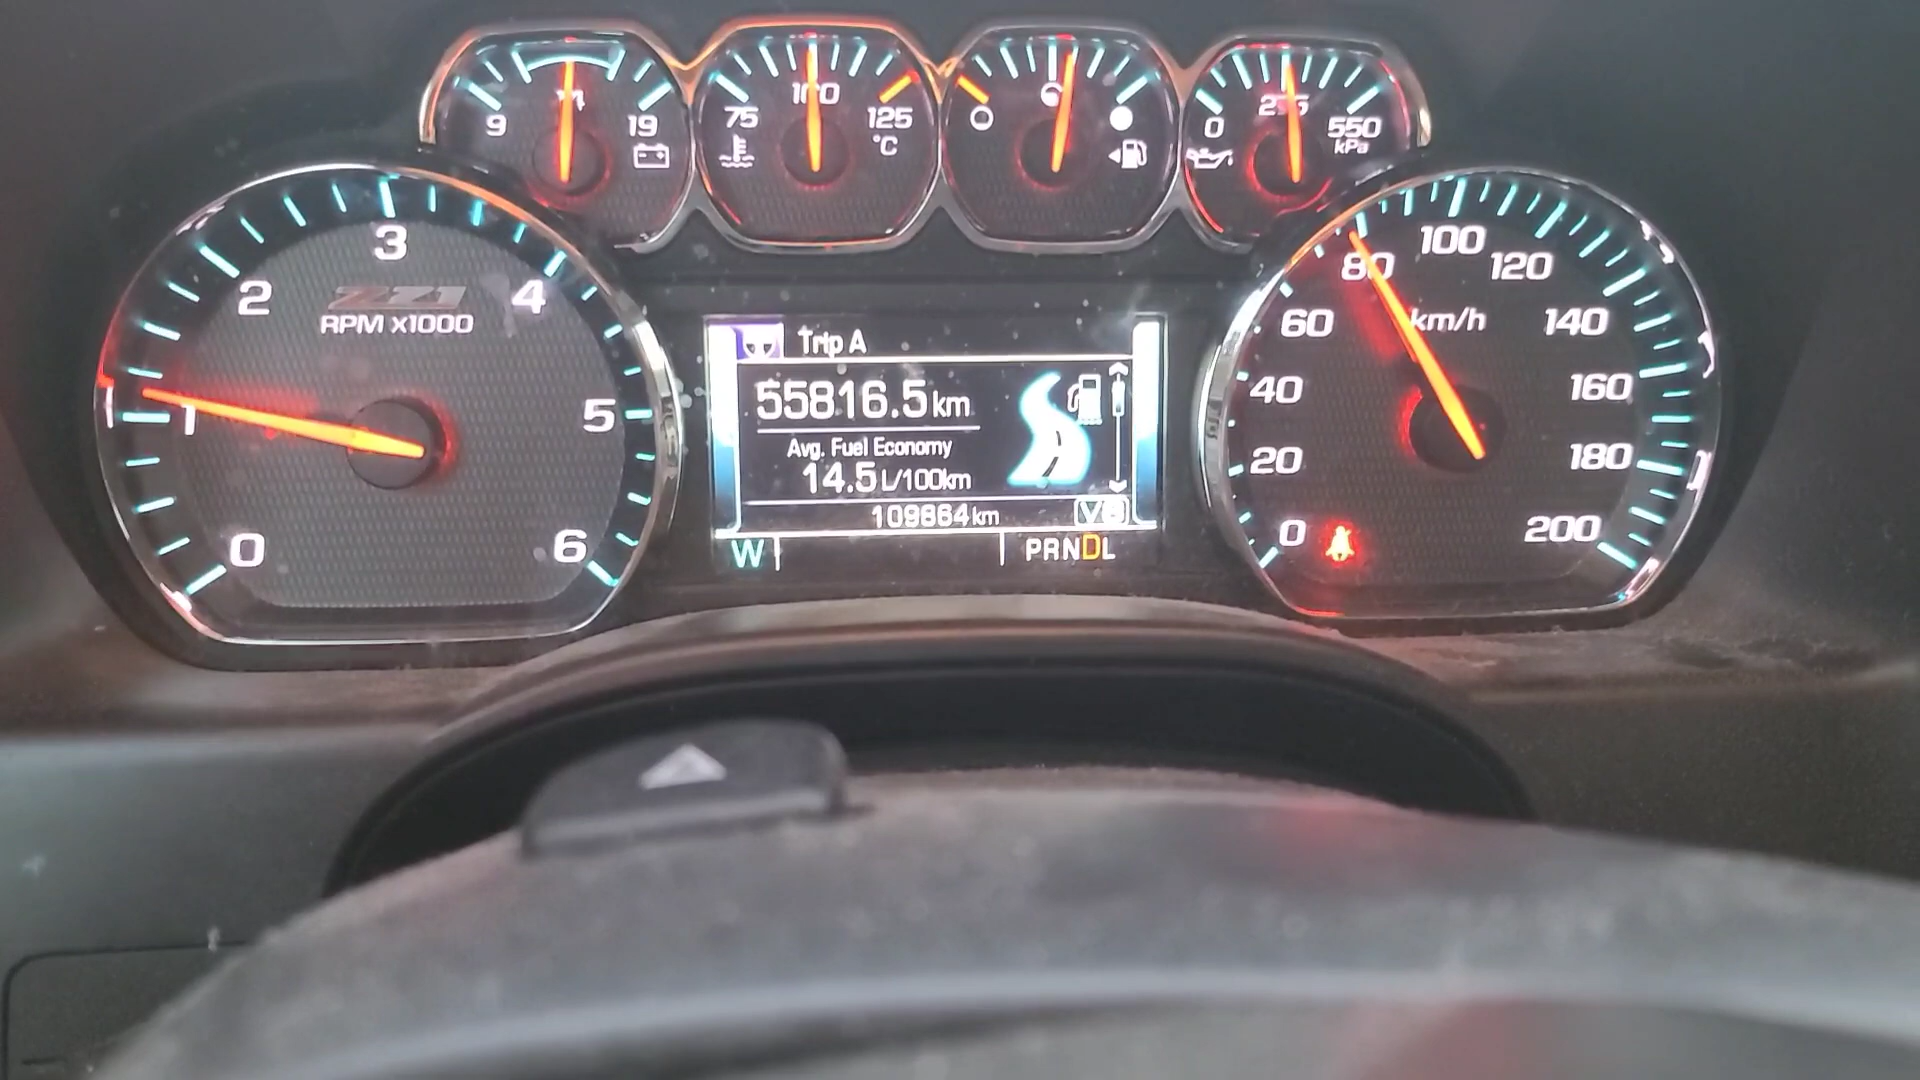 9 19
75 100 125
°C
0 275 550
kPa
0 1 2 3 4 5 6
Z71
RPM x1000
Trip A
55816.5 km
Avg. Fuel Economy
14.5 L/100km
109864 km
V8
W
PRNDL
0 20 40 60 80 100 120 140 160 180 200
km/h